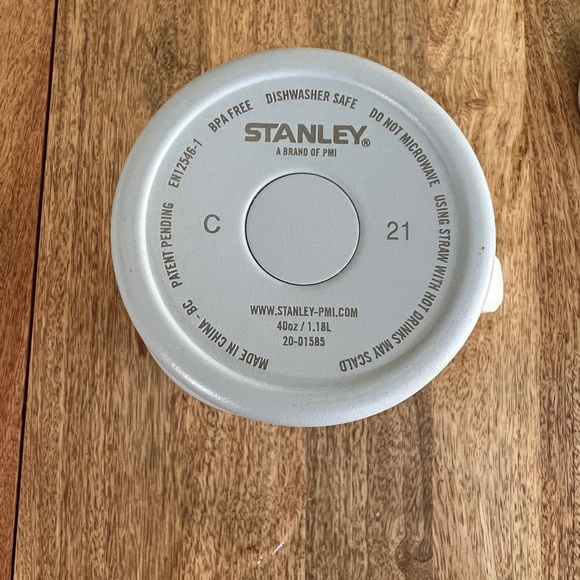 MADE IN CHINA - BC PATENT PENDING EN12546-1 BPA FREE DISHWASHER SAFE DO NOT MICROWAVE USING STRAW WITH HOT DRINKS MAY SCALD
STANLEY®
A BRAND OF PMI
C 21
WWW.STANLEY-PMI.COM
40oz / 1.18L
20-01585